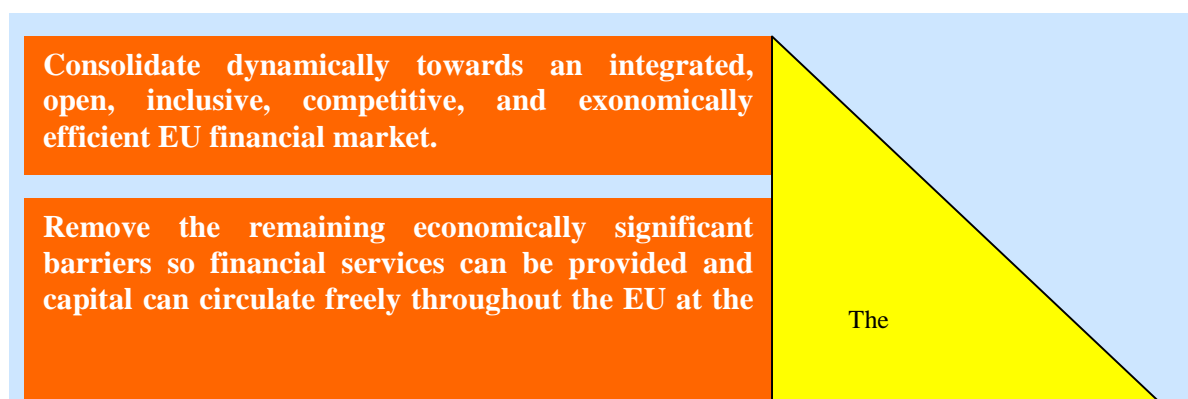 Consolidate dynamically towards an integrated,
open, inclusive, competitive, and exonomically
efficient EU financial market.
Remove the remaining economically significant
barriers so financial services can be provided and
capital can circulate freely throughout the EU at the
The